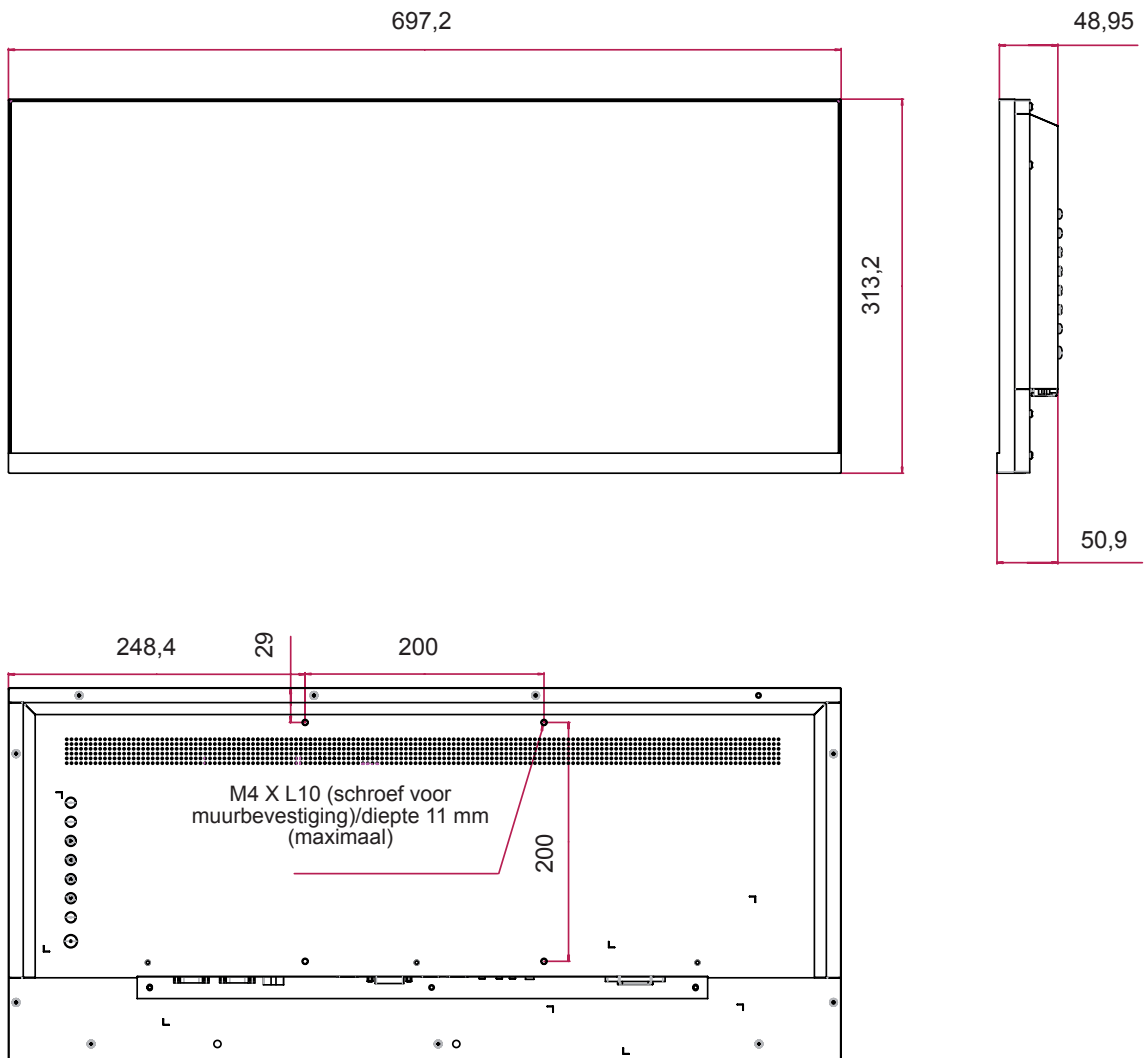 697,2
48,95
313,2
50,9
248,4
29
200
M4 X L10 (schroef voor
muurbevestiging)/diepte 11 mm
(maximaal)
200